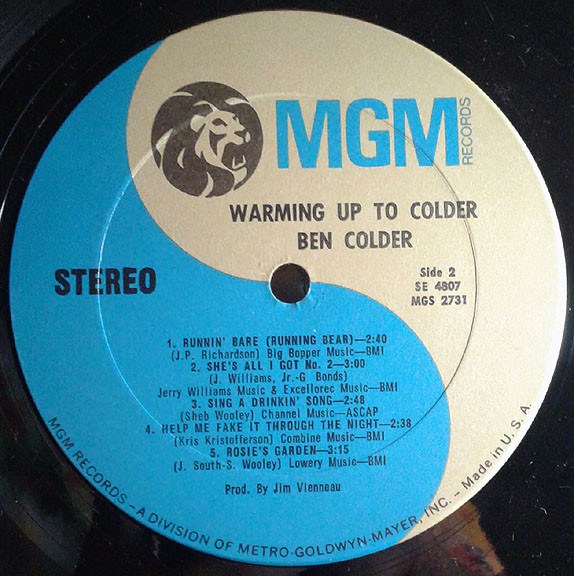 MGM
RECORDS
WARMING UP TO COLDER
BEN COLDER
STEREO
Side 2
SE 4807
MGS 2731
1. RUNNIN' BARE (RUNNING BEAR)—2:40
(J.P. Richardson) Big Bopper Music—BMI
2. SHE'S ALL I GOT No. 2—3:00
(J. Williams, Jr.-G Bonds)
Jerry Williams Music & Excellorec Music—BMI
3. SING A DRINKIN' SONG—2:48
(Sheb Wooley) Channel Music—ASCAP
4. HELP ME FAKE IT THROUGH THE NIGHT—2:38
(Kris Kristofferson) Combine Music—BMI
5. ROSIE'S GARDEN—3:15
(J. South-S. Wooley) Lowery Music—BMI
Prod. By Jim Vienneau
MGM RECORDS – A DIVISION OF METRO-GOLDWYN-MAYER, INC. – Made in U. S. A.